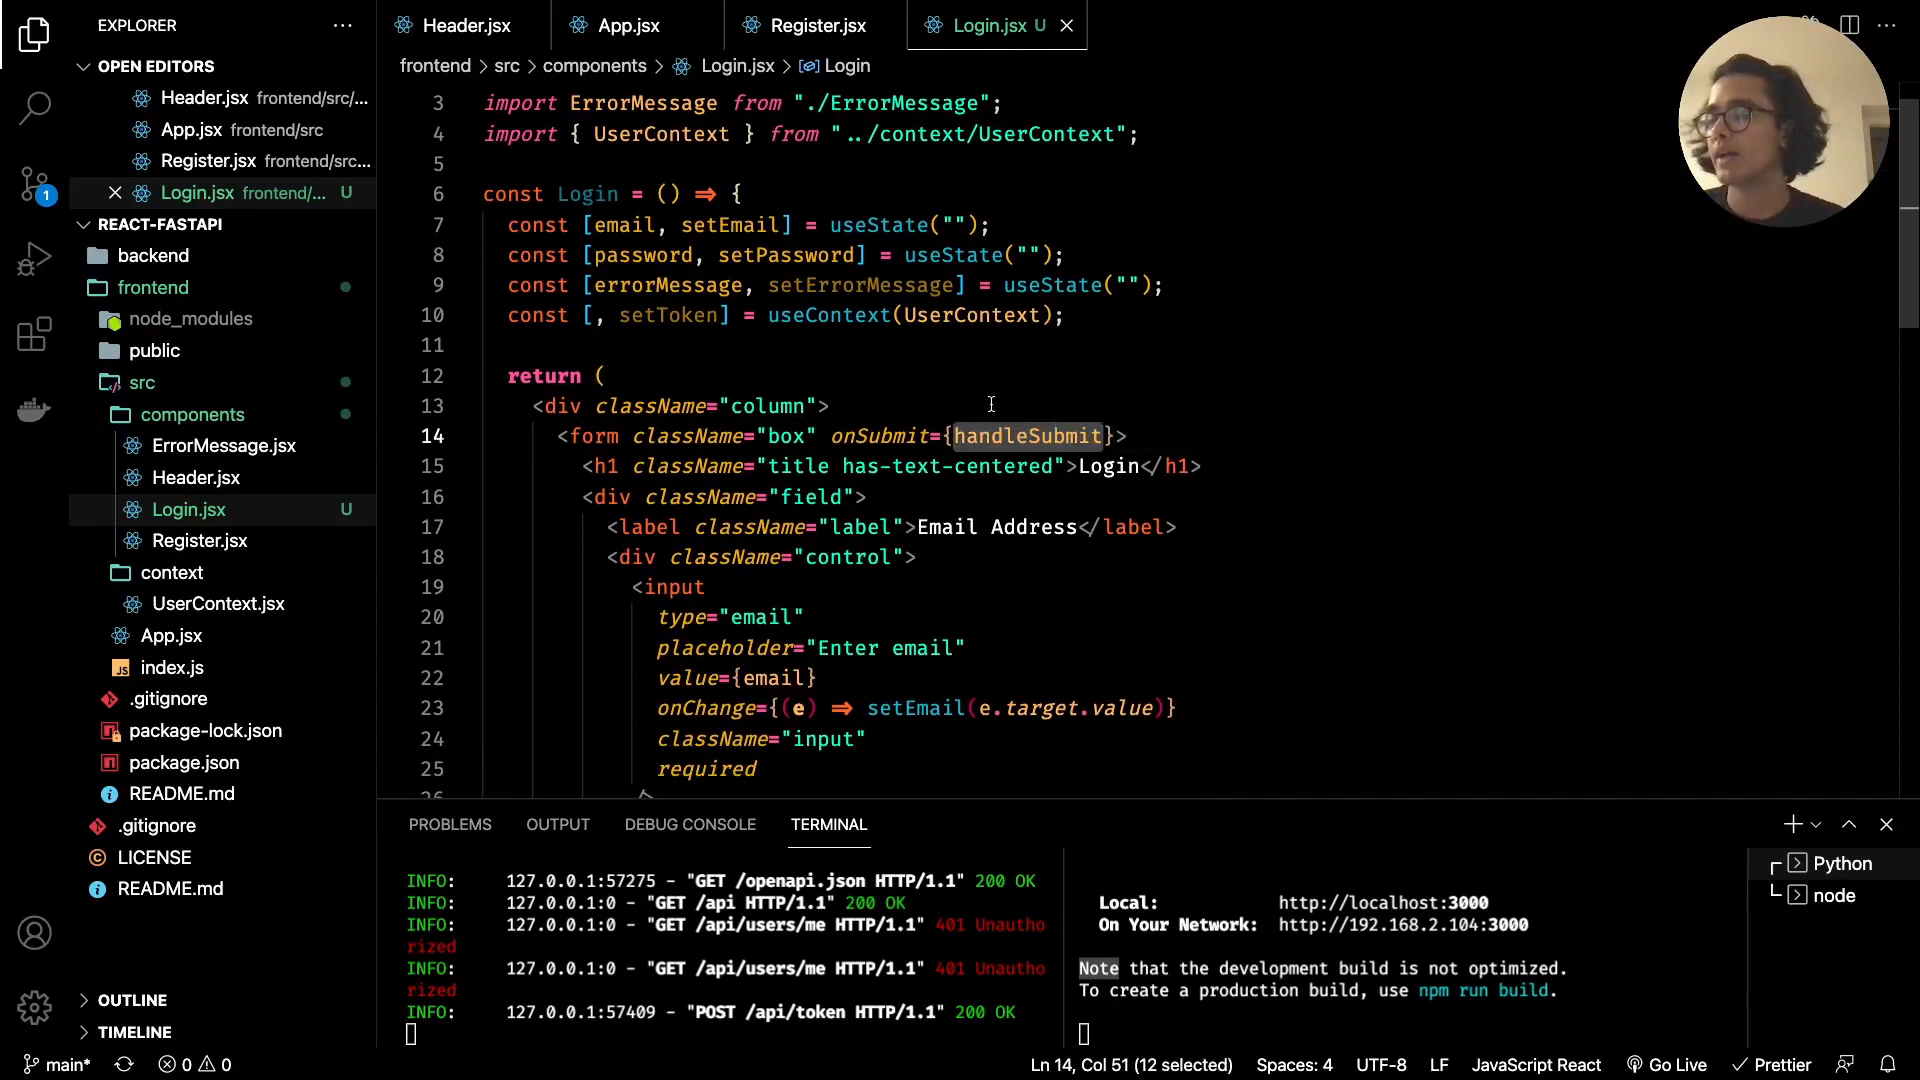 EXPLORER
OPEN EDITORS
Header.jsx frontend/src/...
App.jsx frontend/src
Register.jsx frontend/src...
Login.jsx frontend/... U
REACT-FASTAPI
backend
frontend
node_modules
public
src
components
ErrorMessage.jsx
Header.jsx
Login.jsx U
Register.jsx
context
UserContext.jsx
App.jsx
JS index.js
.gitignore
package-lock.json
package.json
README.md
.gitignore
LICENSE
README.md
OUTLINE
TIMELINE
1
Header.jsx App.jsx Register.jsx Login.jsx U
frontend > src > components > Login.jsx > Login
3 import ErrorMessage from "./ErrorMessage";
4 import { UserContext } from "../context/UserContext";
5
6 const Login = () => {
7 const [email, setEmail] = useState("");
8 const [password, setPassword] = useState("");
9 const [errorMessage, setErrorMessage] = useState("");
10 const [, setToken] = useContext(UserContext);
11
12 return (
13 <div className="column">
14 <form className="box" onSubmit={handleSubmit}>
15 <h1 className="title has-text-centered">Login</h1>
16 <div className="field">
17 <label className="label">Email Address</label>
18 <div className="control">
19 <input
20 type="email"
21 placeholder="Enter email"
22 value={email}
23 onChange={(e) => setEmail(e.target.value)}
24 className="input"
25 required
26 />
PROBLEMS OUTPUT DEBUG CONSOLE TERMINAL
INFO: 127.0.0.1:57275 - "GET /openapi.json HTTP/1.1" 200 OK
INFO: 127.0.0.1:0 - "GET /api HTTP/1.1" 200 OK
INFO: 127.0.0.1:0 - "GET /api/users/me HTTP/1.1" 401 Unautho
rized
INFO: 127.0.0.1:0 - "GET /api/users/me HTTP/1.1" 401 Unautho
rized
INFO: 127.0.0.1:57409 - "POST /api/token HTTP/1.1" 200 OK
Local: http://localhost:3000
On Your Network: http://192.168.2.104:3000
Note that the development build is not optimized.
To create a production build, use npm run build.
Python
node
main* 0 0 Ln 14, Col 51 (12 selected) Spaces: 4 UTF-8 LF JavaScript React Go Live Prettier